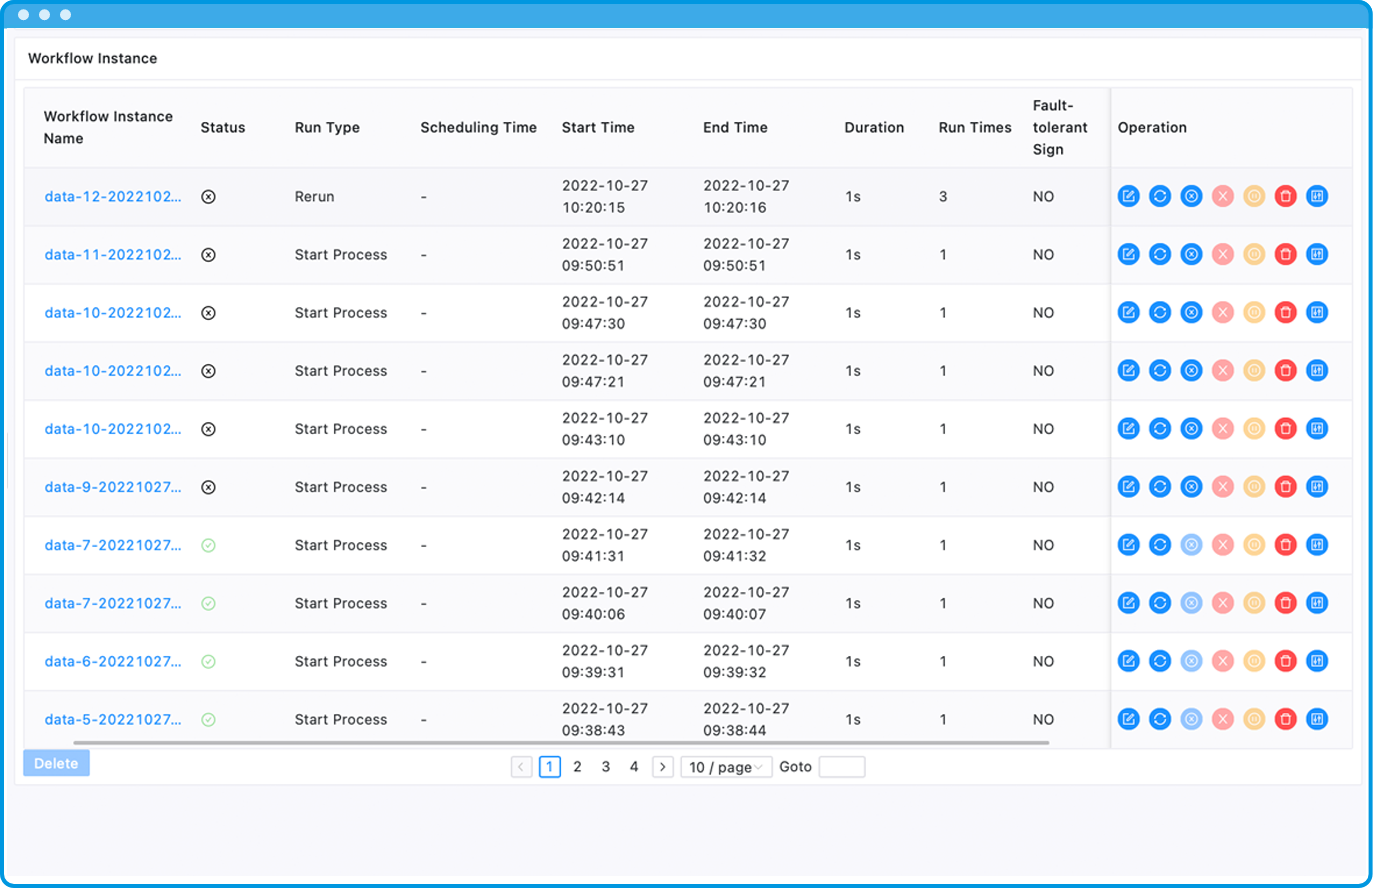 Workflow Instance
Workflow Instance Name Status Run Type Scheduling Time Start Time End Time Duration Run Times Fault-tolerant Sign Operation
data-12-2022102... Rerun - 2022-10-27 10:20:15 2022-10-27 10:20:16 1s 3 NO
data-11-2022102... Start Process - 2022-10-27 09:50:51 2022-10-27 09:50:51 1s 1 NO
data-10-2022102... Start Process - 2022-10-27 09:47:30 2022-10-27 09:47:30 1s 1 NO
data-10-2022102... Start Process - 2022-10-27 09:47:21 2022-10-27 09:47:21 1s 1 NO
data-10-2022102... Start Process - 2022-10-27 09:43:10 2022-10-27 09:43:10 1s 1 NO
data-9-20221027... Start Process - 2022-10-27 09:42:14 2022-10-27 09:42:14 1s 1 NO
data-7-20221027... Start Process - 2022-10-27 09:41:31 2022-10-27 09:41:32 1s 1 NO
data-7-20221027... Start Process - 2022-10-27 09:40:06 2022-10-27 09:40:07 1s 1 NO
data-6-20221027... Start Process - 2022-10-27 09:39:31 2022-10-27 09:39:32 1s 1 NO
data-5-20221027... Start Process - 2022-10-27 09:38:43 2022-10-27 09:38:44 1s 1 NO
Delete
1 2 3 4 10 / page Goto